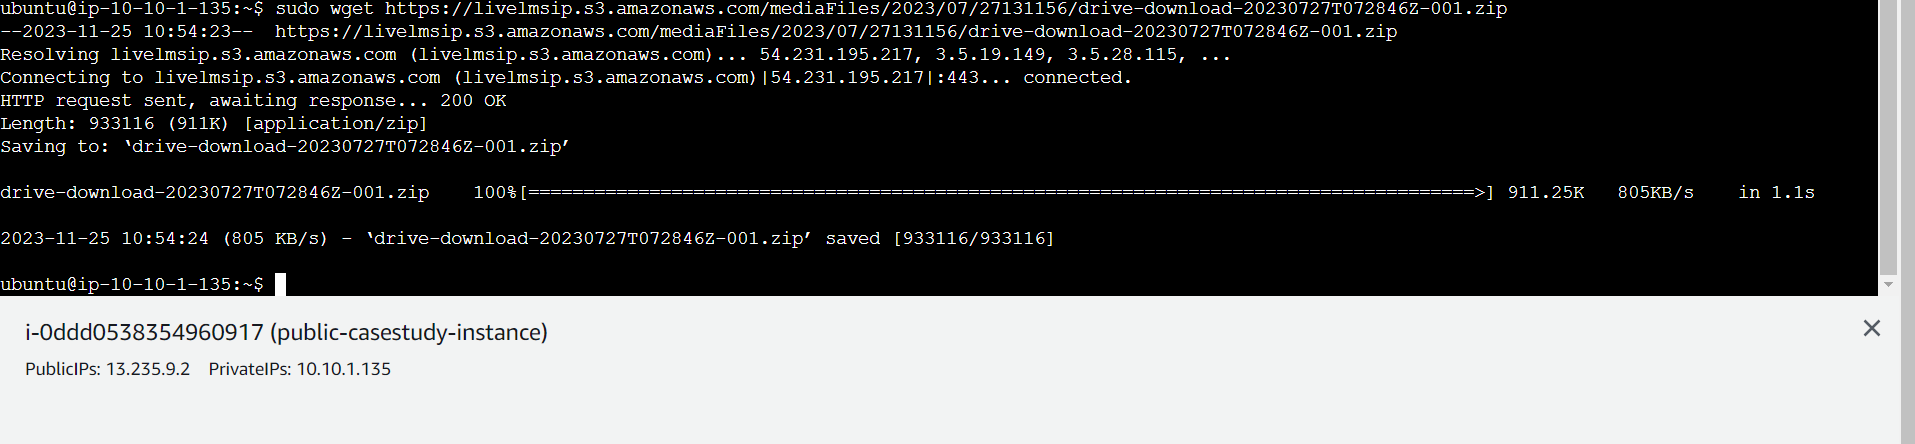 ubuntu@ip-10-10-1-135:~$ sudo wget https://livelmsip.s3.amazonaws.com/mediaFiles/2023/07/27131156/drive-download-20230727T072846Z-001.zip
--2023-11-25 10:54:23--  https://livelmsip.s3.amazonaws.com/mediaFiles/2023/07/27131156/drive-download-20230727T072846Z-001.zip
Resolving livelmsip.s3.amazonaws.com (livelmsip.s3.amazonaws.com)... 54.231.195.217, 3.5.19.149, 3.5.28.115, ...
Connecting to livelmsip.s3.amazonaws.com (livelmsip.s3.amazonaws.com)|54.231.195.217|:443... connected.
HTTP request sent, awaiting response... 200 OK
Length: 933116 (911K) [application/zip]
Saving to: ‘drive-download-20230727T072846Z-001.zip’
drive-download-20230727T072846Z-001.zip    100%[======================================================================================>] 911.25K   805KB/s    in 1.1s
2023-11-25 10:54:24 (805 KB/s) - ‘drive-download-20230727T072846Z-001.zip’ saved [933116/933116]
ubuntu@ip-10-10-1-135:~$
i-0ddd0538354960917 (public-casestudy-instance)
PublicIPs: 13.235.9.2    PrivateIPs: 10.10.1.135